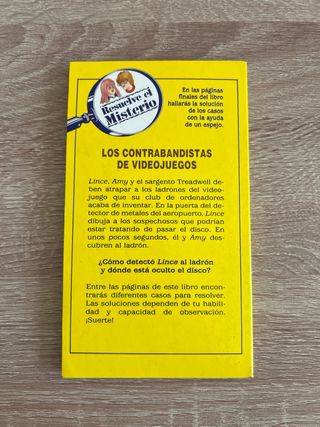 Resuelve el
Misterio
En las páginas
finales del libro
hallarás la solución
de los casos
con la ayuda
de un espejo.
LOS CONTRABANDISTAS
DE VIDEOJUEGOS
Lince, Amy y el sargento Treadwell de-
ben atrapar a los ladrones del video-
juego que su club de ordenadores
acaba de inventar. En la puerta del de-
tector de metales del aeropuerto, Lince
dibuja a los sospechosos que podrían
estar tratando de pasar el disco. En
unos pocos segundos, él y Amy des-
cubren al ladrón.
¿Cómo detectó Lince al ladrón
y dónde está oculto el disco?
Entre las páginas de este libro encon-
trarás diferentes casos para resolver.
Las soluciones dependen de tu habili-
dad y capacidad de observación.
¡Suerte!